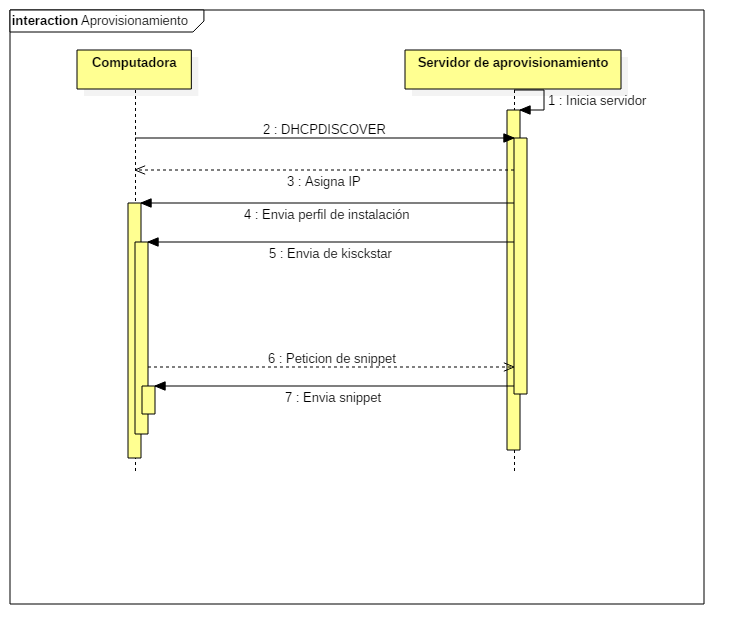 interaction Aprovisionamiento
Computadora
Servidor de aprovisionamiento
1 : Inicia servidor
2 : DHCPDISCOVER
3 : Asigna IP
4 : Envia perfil de instalación
5 : Envia de kisckstar
6 : Peticion de snippet
7 : Envia snippet